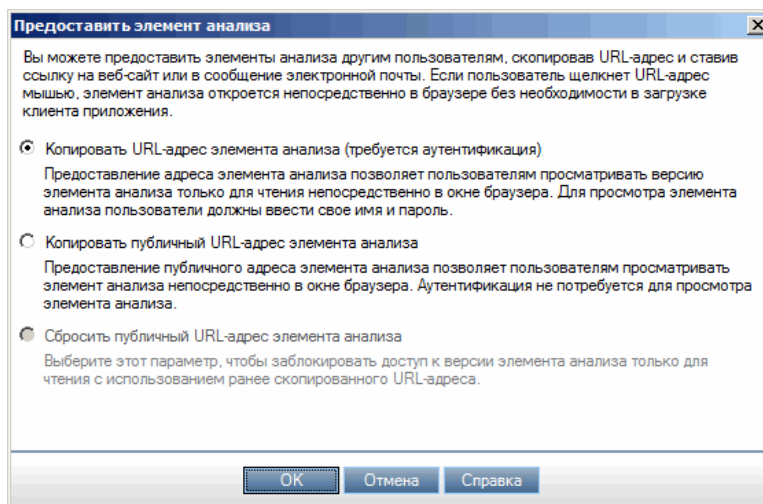 Предоставить элемент анализа
Вы можете предоставить элементы анализа другим пользователям, скопировав URL-адрес и ставив
ссылку на веб-сайт или в сообщение электронной почты. Если пользователь щелкнет URL-адрес
мышью, элемент анализа откроется непосредственно в браузере без необходимости в загрузке
клиента приложения.
Копировать URL-адрес элемента анализа (требуется аутентификация)
Предоставление адреса элемента анализа позволяет пользователям просматривать версию
элемента анализа только для чтения непосредственно в окне браузера. Для просмотра элемента
анализа пользователи должны ввести свое имя и пароль.
Копировать публичный URL-адрес элемента анализа
Предоставление публичного адреса элемента анализа позволяет пользователям просматривать
элемент анализа непосредственно в окне браузера. Аутентификация не потребуется для просмотра
элемента анализа.
Сбросить публичный URL-адрес элемента анализа
Выберите этот параметр, чтобы заблокировать доступ к версии элемента анализа только для
чтения с использованием ранее скопированного URL-адреса.
OK Отмена Справка